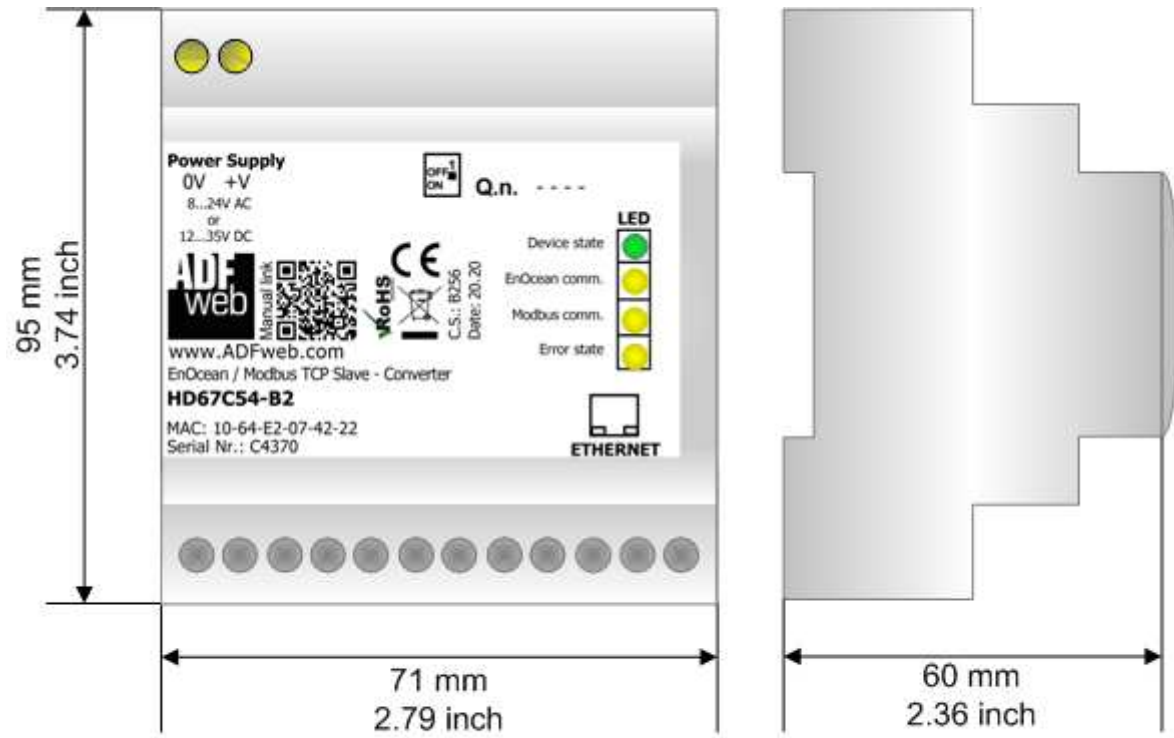 Power Supply
0V +V
8...24V AC
or
12...35V DC
OFF 1
ON
Q.n. - - - -
LED
Device state
EnOcean comm.
Modbus comm.
Error state
ADF
web
Manual link
RoHS
CE
C.S.: B256
Date: 20.20
www.ADFweb.com
EnOcean / Modbus TCP Slave - Converter
HD67C54-B2
MAC: 10-64-E2-07-42-22
Serial Nr.: C4370
ETHERNET
95 mm
3.74 inch
71 mm
2.79 inch
60 mm
2.36 inch